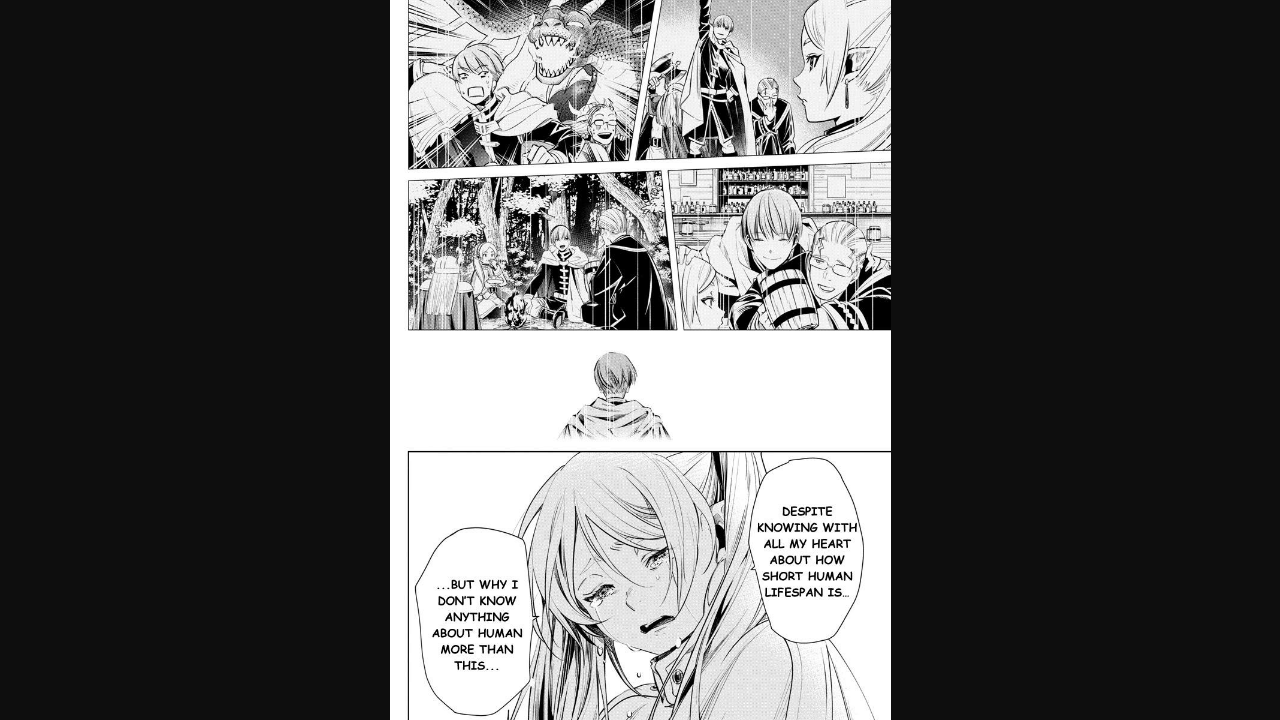 DESPITE
KNOWING WITH
ALL MY HEART
ABOUT HOW
SHORT HUMAN
LIFESPAN IS...
...BUT WHY I
DON'T KNOW
ANYTHING
ABOUT HUMAN
MORE THAN
THIS...